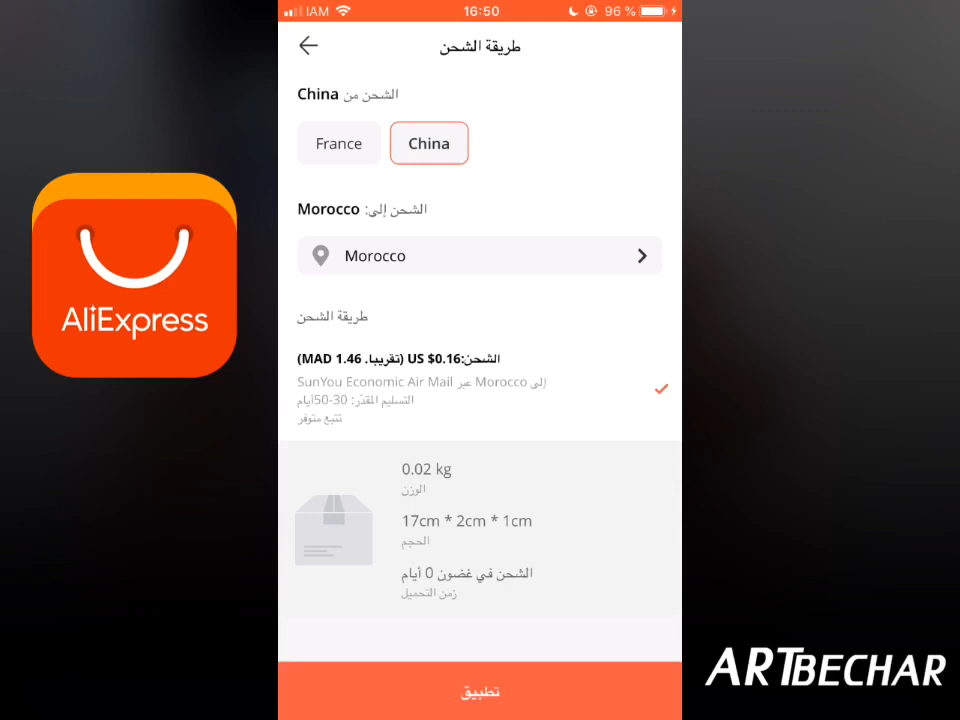 IAM 16:50 96 %
طريقة الشحن
الشحن من China
France China
الشحن إلى: Morocco
Morocco
طريقة الشحن
الشحن:US $0.16 (تقريبا. MAD 1.46)
إلى Morocco عبر SunYou Economic Air Mail
التسليم المقدّر: 30-50أيام
تتبع متوفر
0.02 kg
الوزن
17cm * 2cm * 1cm
الحجم
الشحن في غضون 0 أيام
زمن التحميل
تطبيق
AliExpress
ARTBECHAR